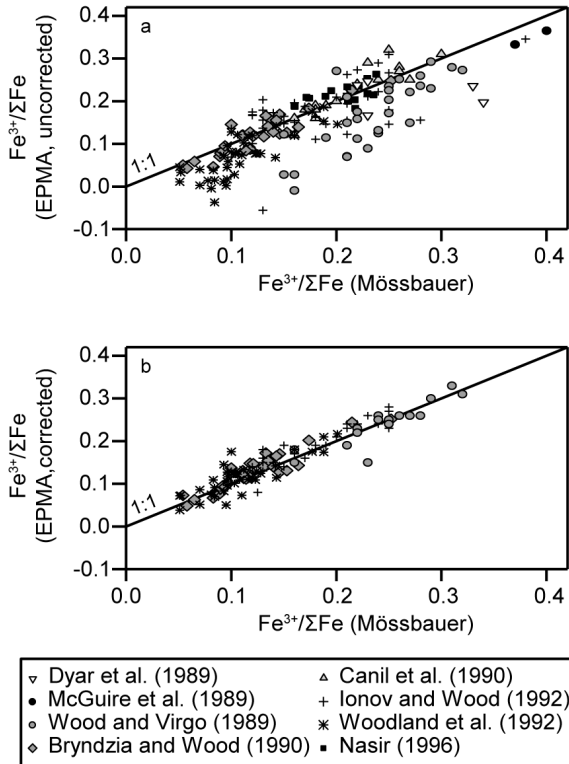 a
0.4
0.3
0.2
0.1
0.0
-0.1
Fe³⁺/ΣFe
(EPMA, uncorrected)
1:1
0.0 0.1 0.2 0.3 0.4
Fe³⁺/ΣFe (Mössbauer)
b
0.4
0.3
0.2
0.1
0.0
-0.1
Fe³⁺/ΣFe
(EPMA,corrected)
1:1
0.0 0.1 0.2 0.3 0.4
Fe³⁺/ΣFe (Mössbauer)
Dyar et al. (1989)
McGuire et al. (1989)
Wood and Virgo (1989)
Bryndzia and Wood (1990)
Canil et al. (1990)
Ionov and Wood (1992)
Woodland et al. (1992)
Nasir (1996)